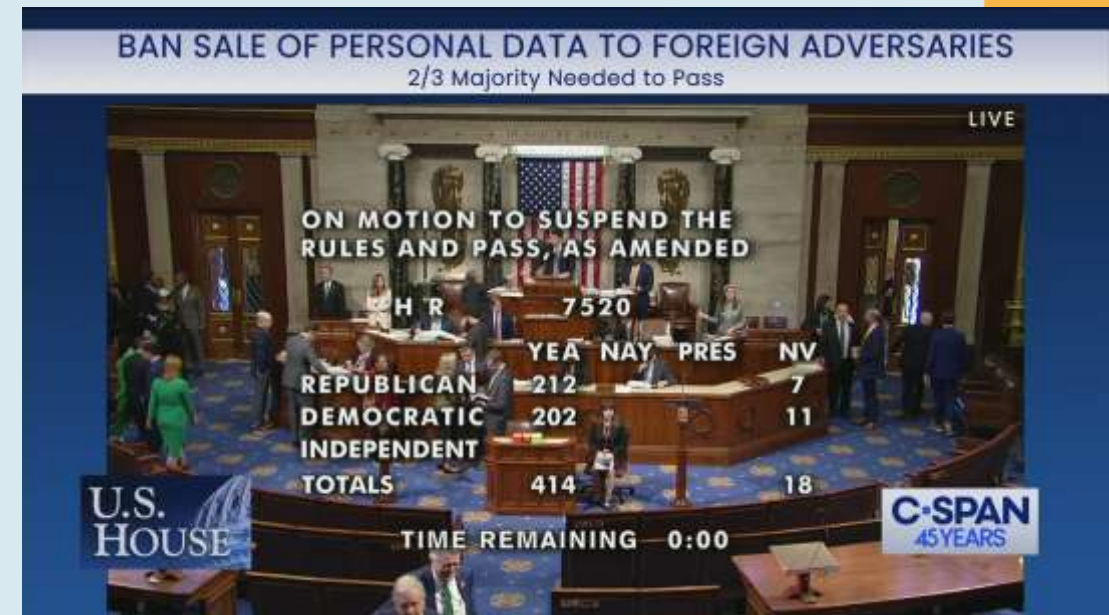 BAN SALE OF PERSONAL DATA TO FOREIGN ADVERSARIES
2/3 Majority Needed to Pass
LIVE
ON MOTION TO SUSPEND THE
RULES AND PASS, AS AMENDED
H R 7520
YEA NAY PRES NV
REPUBLICAN 212 7
DEMOCRATIC 202 11
INDEPENDENT
TOTALS 414 18
U.S.
HOUSE
TIME REMAINING 0:00
C-SPAN
45 YEARS